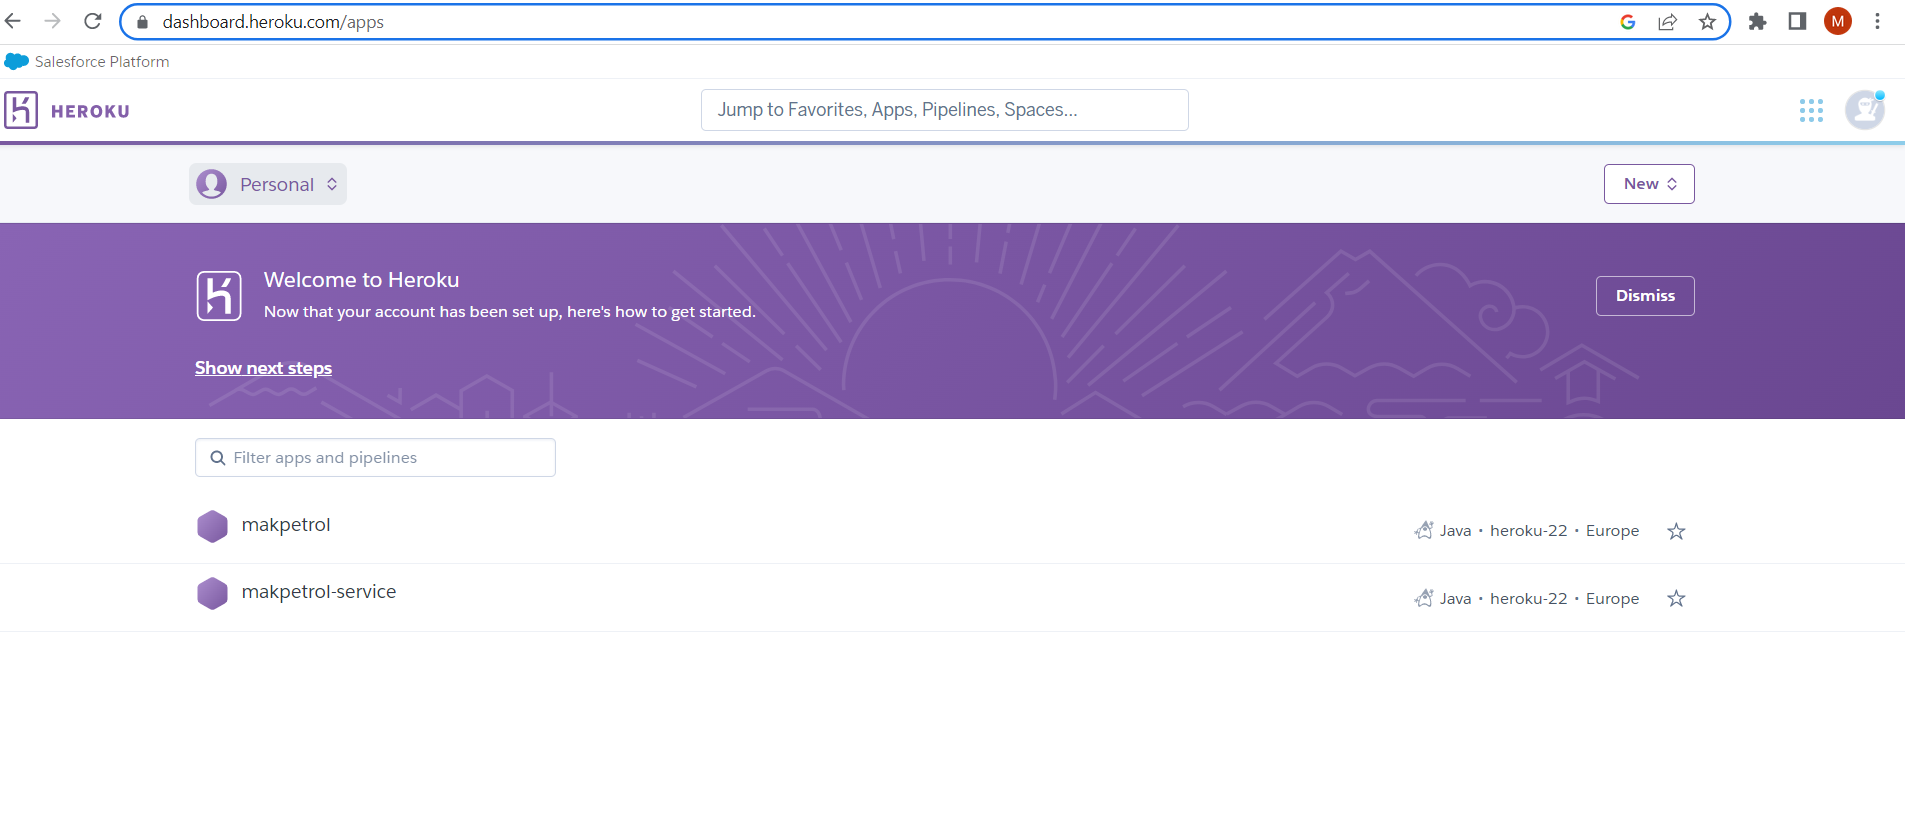 dashboard.heroku.com/apps
M
Salesforce Platform
HEROKU
Jump to Favorites, Apps, Pipelines, Spaces...
Personal
New
Welcome to Heroku
Now that your account has been set up, here's how to get started.
Dismiss
Show next steps
Filter apps and pipelines
makpetrol
Java • heroku-22 • Europe
makpetrol-service
Java • heroku-22 • Europe